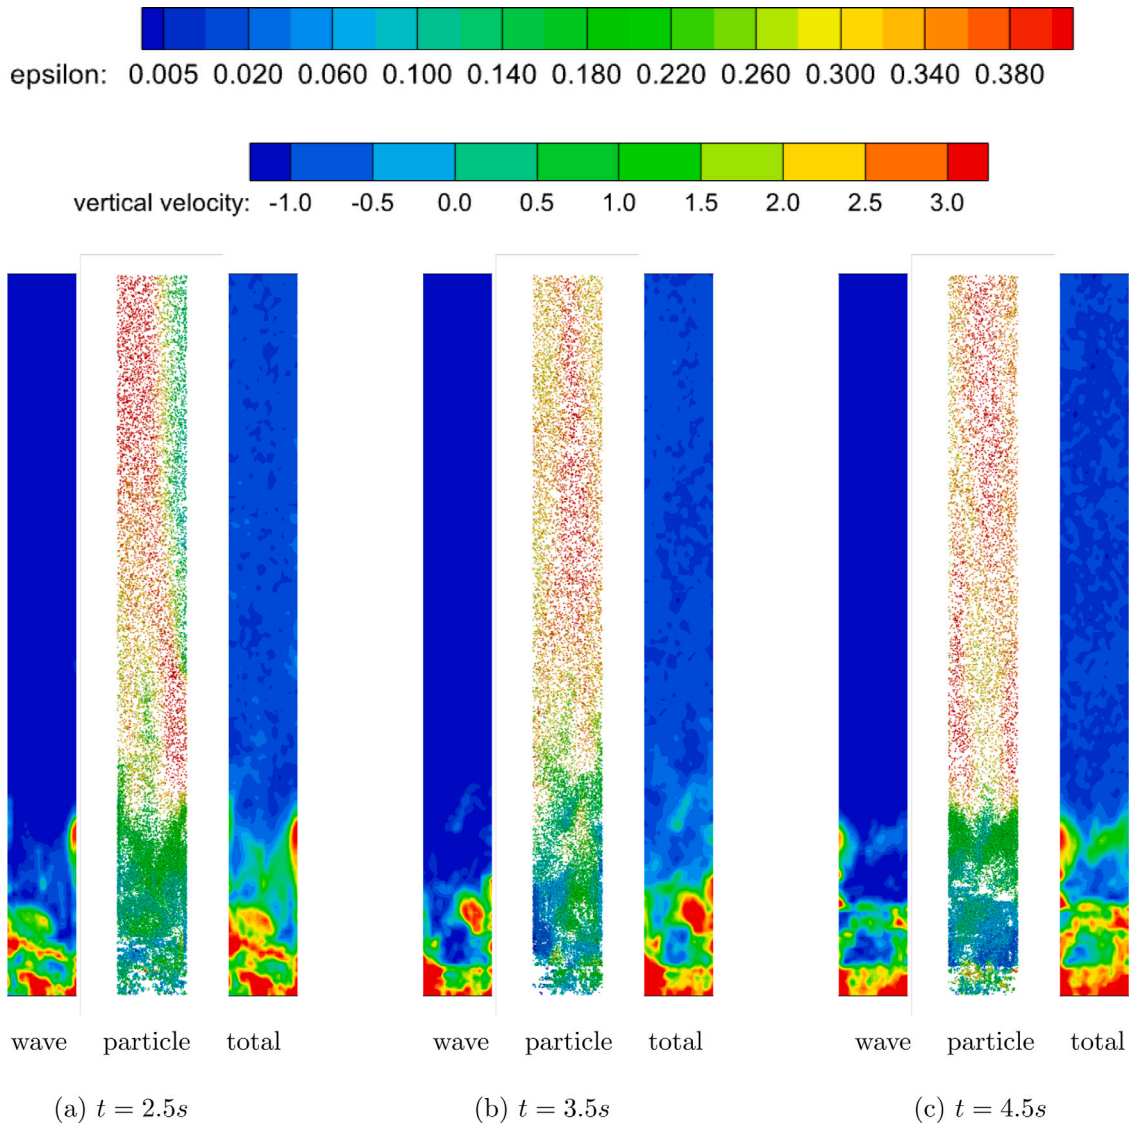 epsilon: 0.005 0.020 0.060 0.100 0.140 0.180 0.220 0.260 0.300 0.340 0.380
vertical velocity: -1.0 -0.5 0.0 0.5 1.0 1.5 2.0 2.5 3.0
wave particle total wave particle total wave particle total
(a) t = 2.5s (b) t = 3.5s (c) t = 4.5s